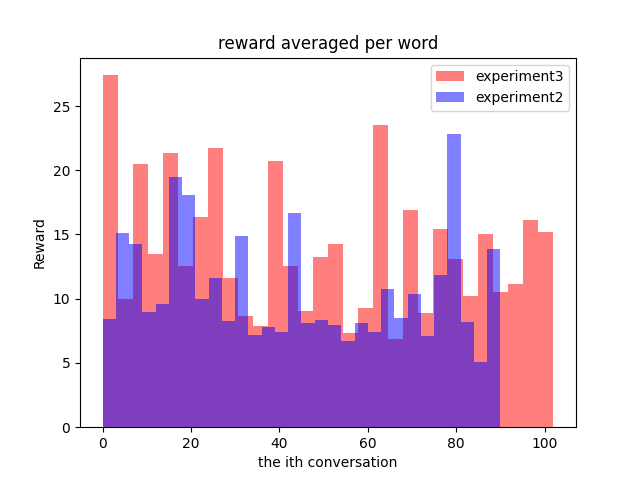 reward averaged per word
experiment3
experiment2
Reward
25
20
15
10
5
0
0 20 40 60 80 100
the ith conversation